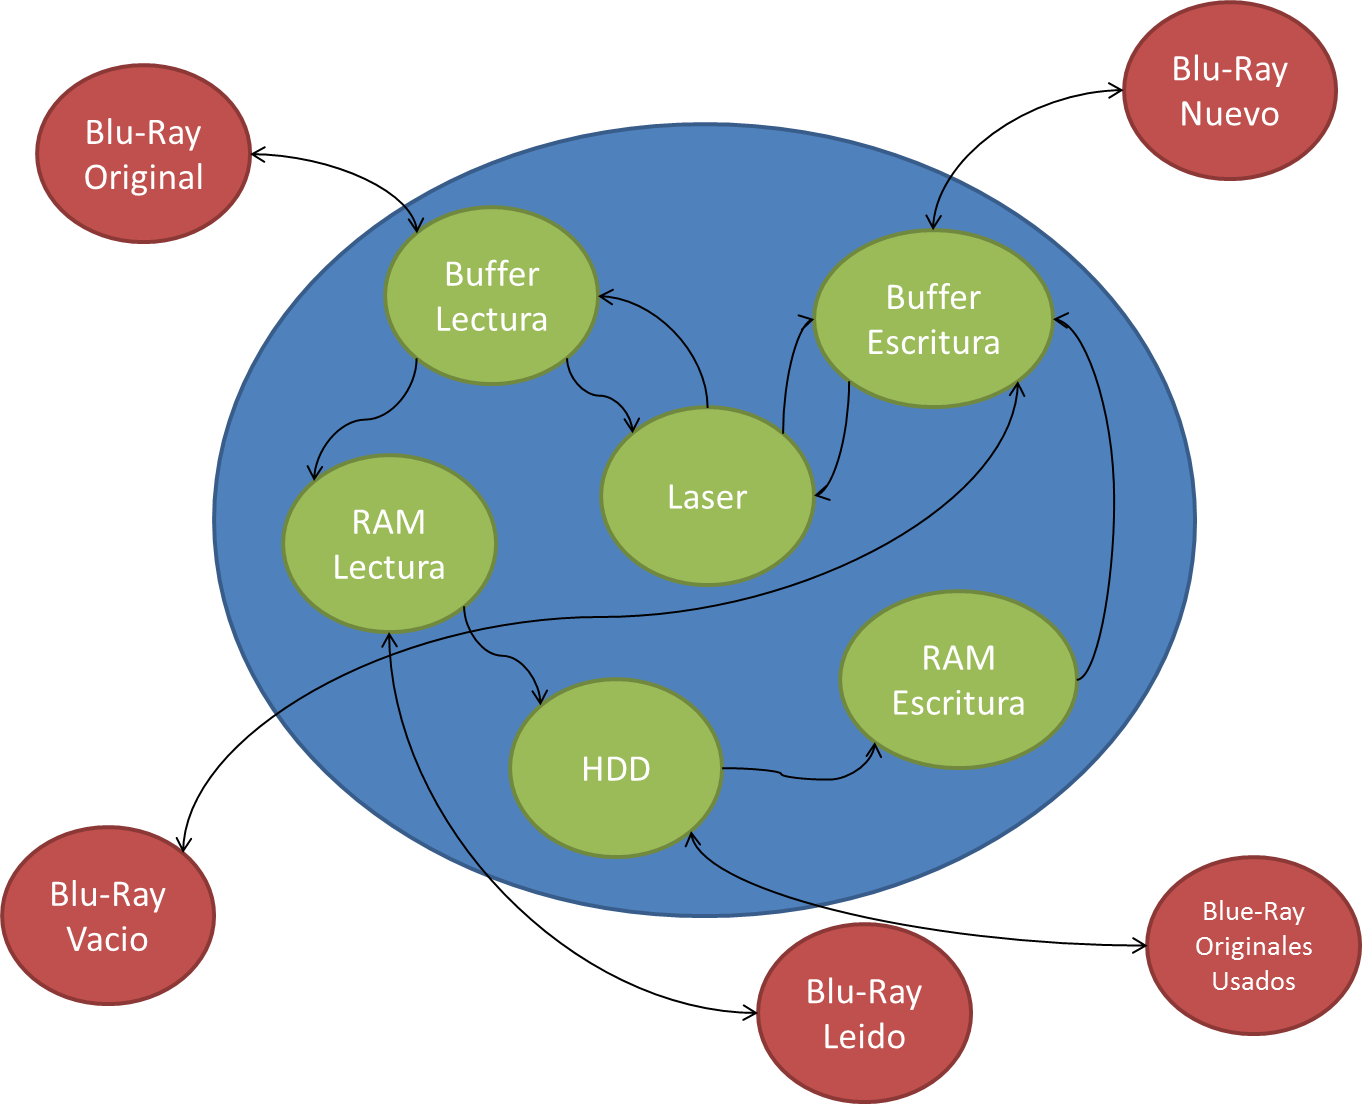 Blu-Ray
Nuevo
Blu-Ray
Original
Buffer
Lectura
Buffer
Escritura
Laser
RAM
Lectura
RAM
Escritura
HDD
Blu-Ray
Vacio
Blue-Ray
Originales
Usados
Blu-Ray
Leido